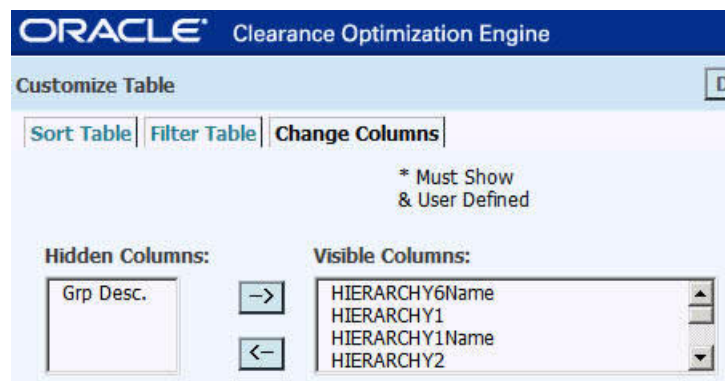 ORACLE® Clearance Optimization Engine
Customize Table
Sort Table Filter Table Change Columns
* Must Show
& User Defined
Hidden Columns: Visible Columns:
Grp Desc. --> HIERARCHY6Name
HIERARCHY1
HIERARCHY1Name
<-- HIERARCHY2